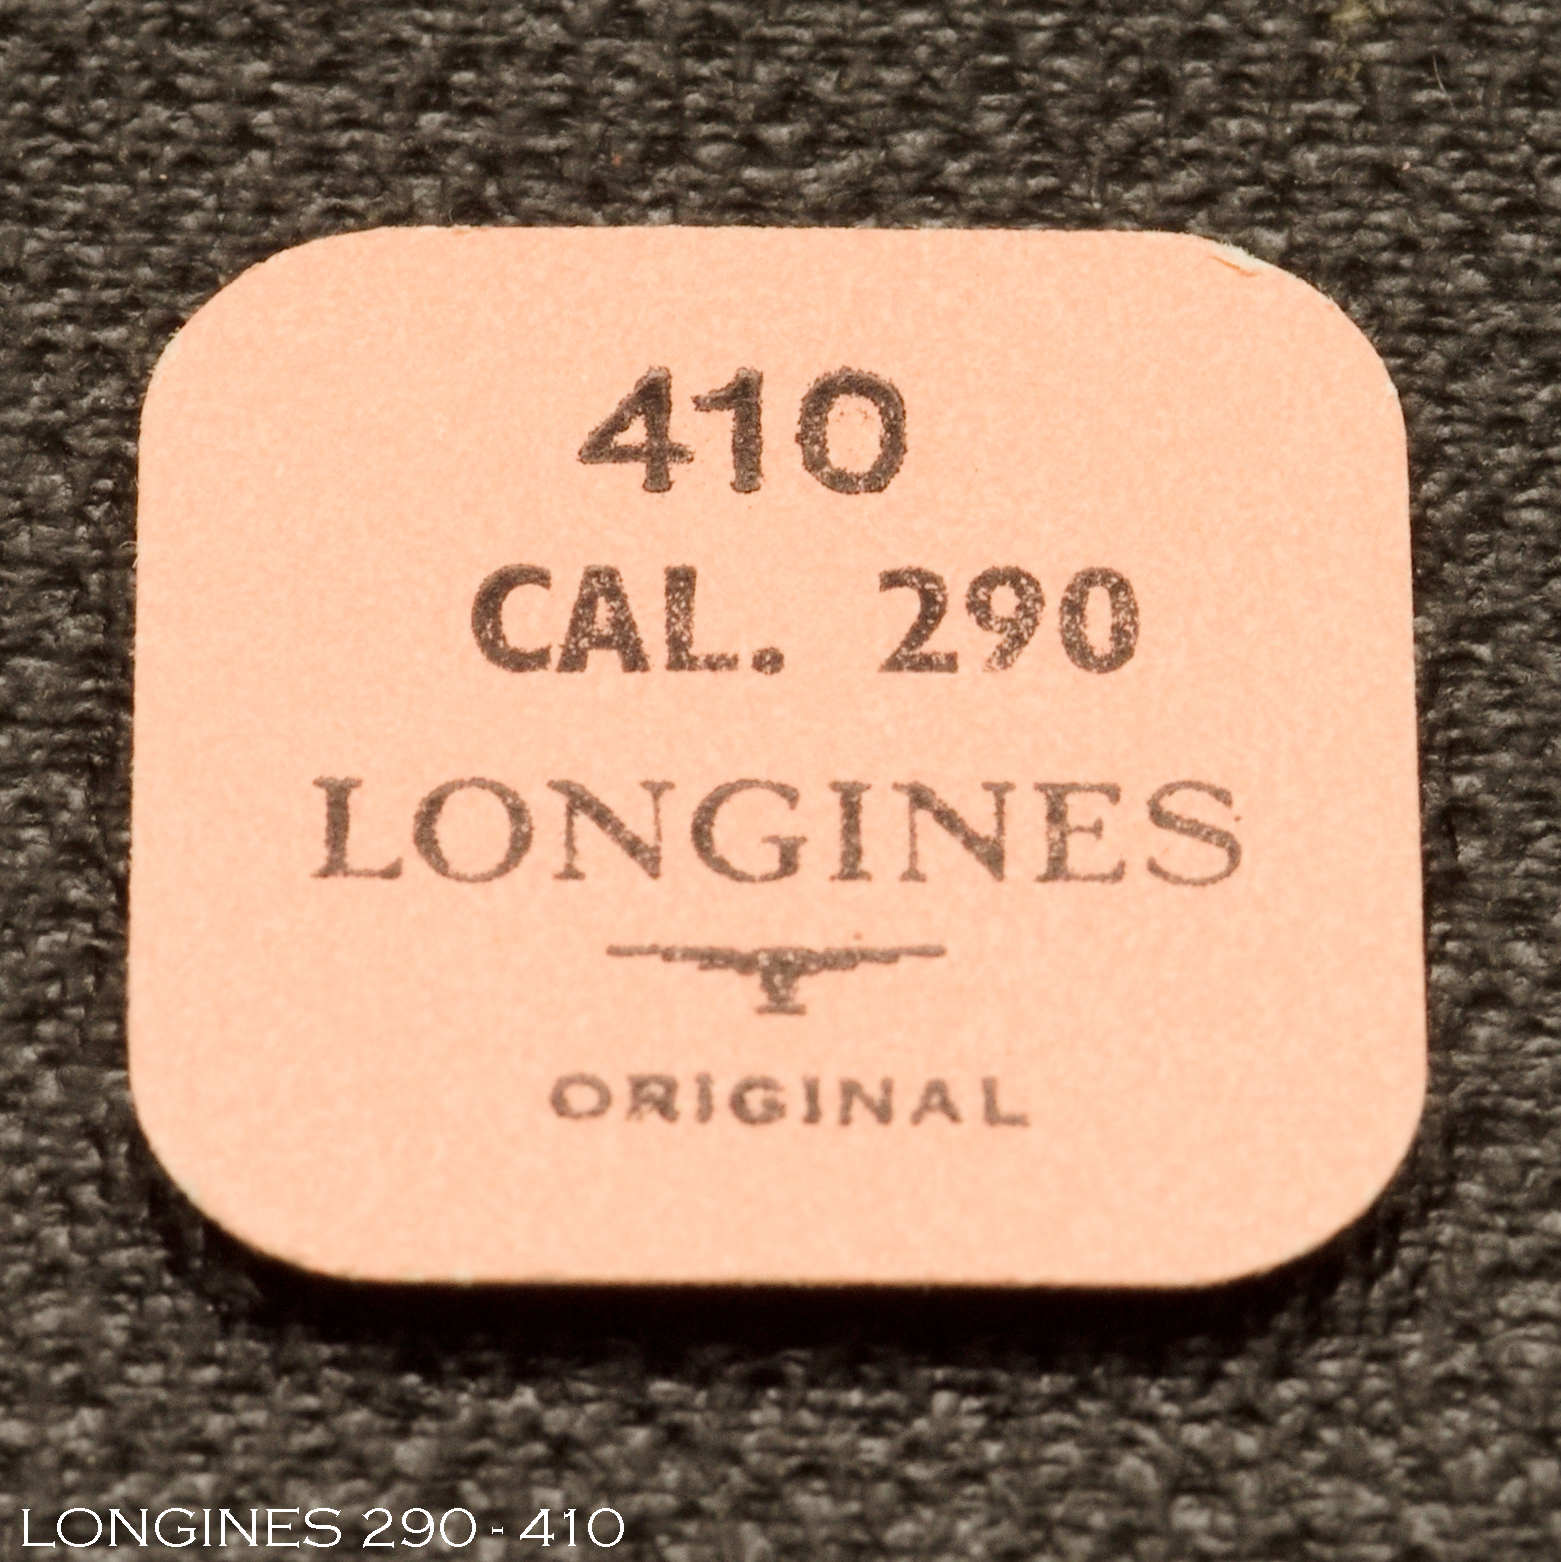 410
CAL. 290
LONGINES
ORIGINAL
LONGINES 290 - 410